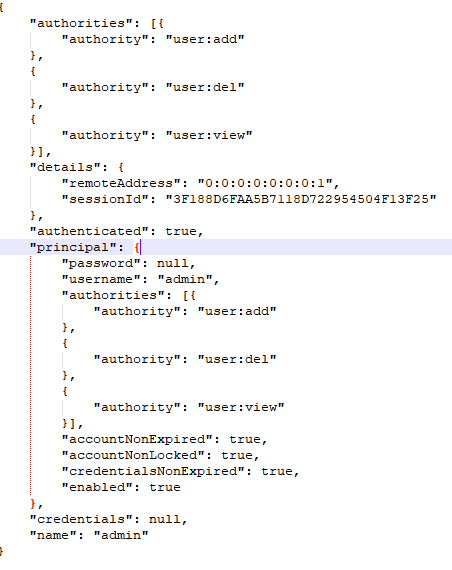 {
"authorities": [{
"authority": "user:add"
},
{
"authority": "user:del"
},
{
"authority": "user:view"
}],
"details": {
"remoteAddress": "0:0:0:0:0:0:0:1",
"sessionId": "3F188D6FAA5B7118D722954504F13F25"
},
"authenticated": true,
"principal": {
"password": null,
"username": "admin",
"authorities": [{
"authority": "user:add"
},
{
"authority": "user:del"
},
{
"authority": "user:view"
}],
"accountNonExpired": true,
"accountNonLocked": true,
"credentialsNonExpired": true,
"enabled": true
},
"credentials": null,
"name": "admin"
}